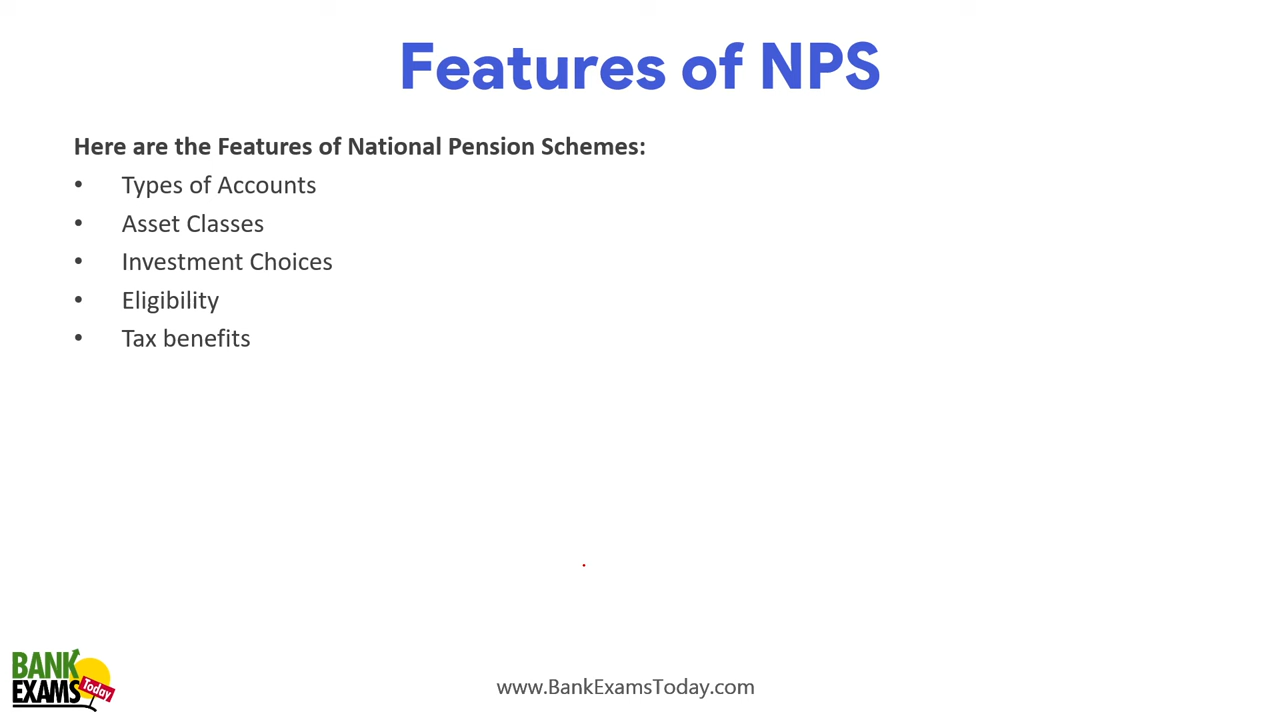 Features of NPS
Here are the Features of National Pension Schemes:
• Types of Accounts
• Asset Classes
• Investment Choices
• Eligibility
• Tax benefits
BANK
EXAMS
Today
www.BankExamsToday.com